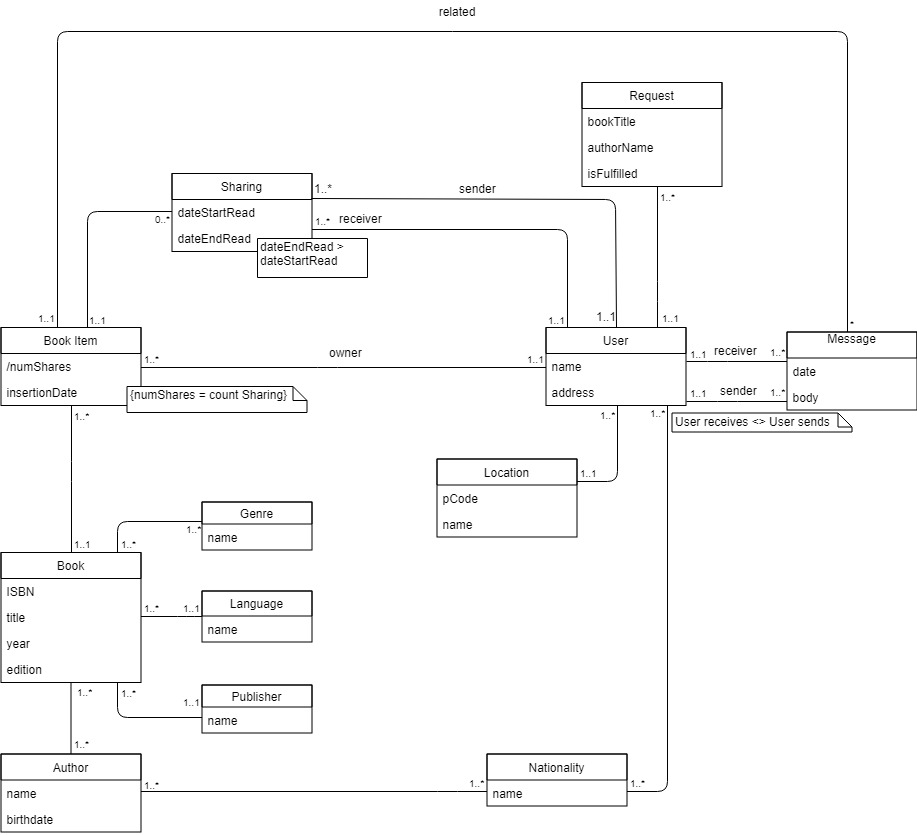 related
Request
bookTitle
authorName
isFulfilled
1..*
Sharing
dateStartRead
dateEndRead
dateEndRead >
dateStartRead
1..*
sender
1..*
receiver
0..*
1..1
1..1
1..1
1..1
1..1
*
Book Item
/numShares
insertionDate
{numShares = count Sharing}
1..*
owner
1..1
User
name
address
1..1
receiver
1..*
1..1
sender
1..*
Message
date
body
User receives <> User sends
1..*
1..*
1..*
Location
pCode
name
1..1
1..1
1..*
1..*
Genre
name
Book
ISBN
title
year
edition
1..*
1..1
Language
name
1..*
1..*
1..1
Publisher
name
1..*
Author
name
birthdate
1..*
1..*
Nationality
name
1..*